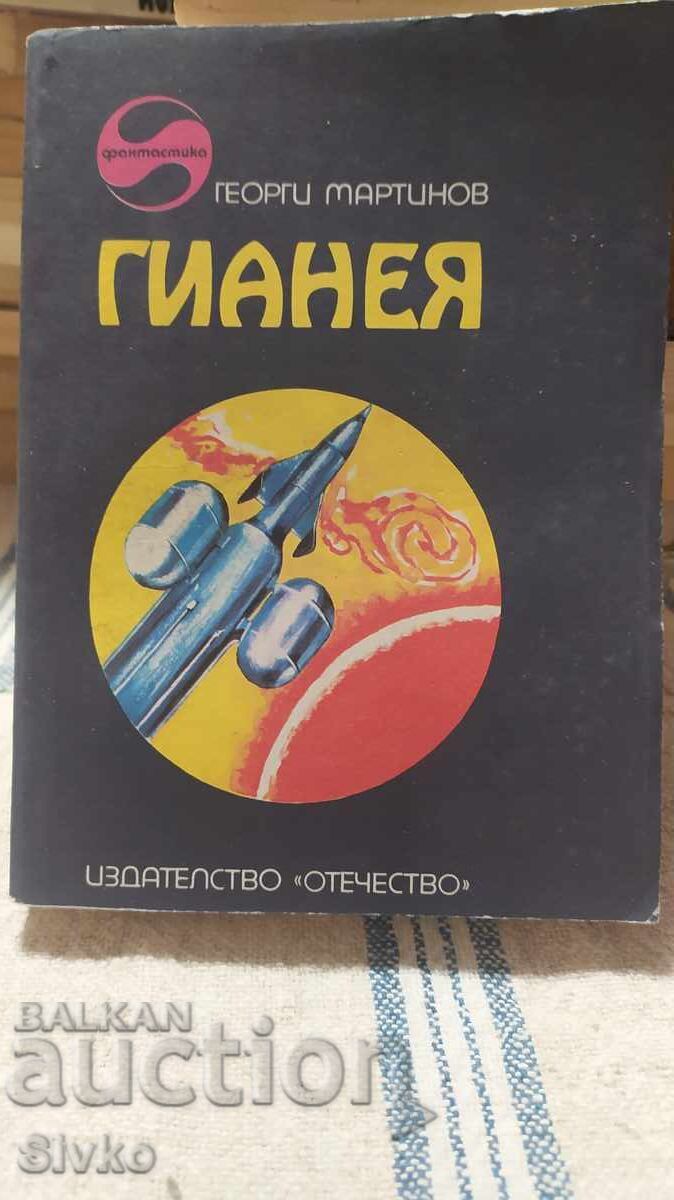 фантастика
ГЕОРГИ МАРТИНОВ
ГИАНЕЯ
ИЗДАТЕЛСТВО «ОТЕЧЕСТВО»
BALKAN
auction
Sivko